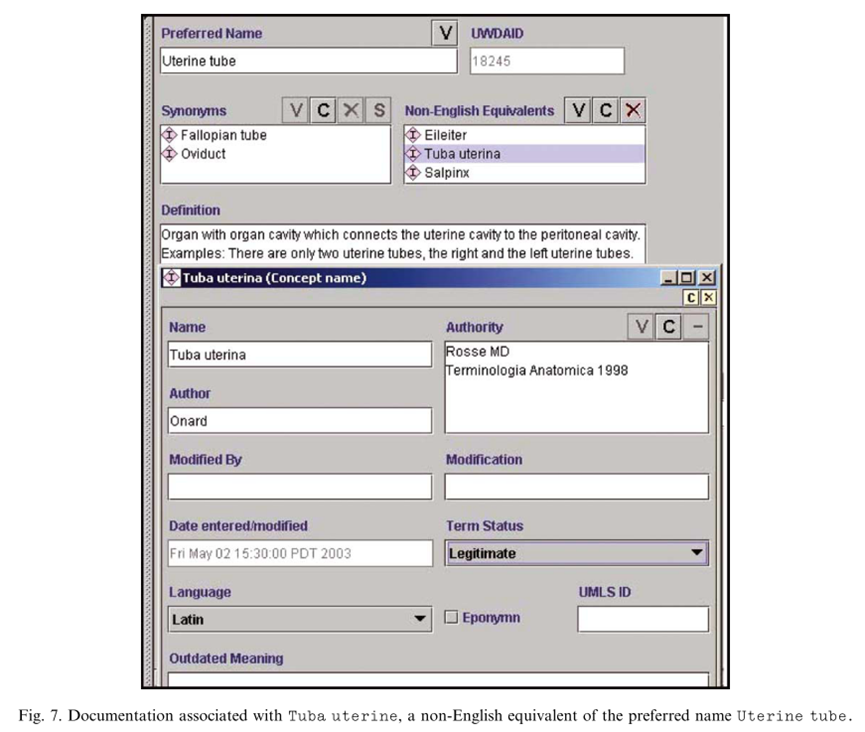 Preferred Name V UWDAID
Uterine tube 18245
Synonyms V C X S Non-English Equivalents V C X
Fallopian tube Eileiter
Oviduct Tuba uterina
Salpinx
Definition
Organ with organ cavity which connects the uterine cavity to the peritoneal cavity.
Examples: There are only two uterine tubes, the right and the left uterine tubes.
Tuba uterina (Concept name)
C X
Name Authority V C –
Tuba uterina Rosse MD
Terminologia Anatomica 1998
Author
Onard
Modified By Modification
Date entered/modified Term Status
Fri May 02 15:30:00 PDT 2003 Legitimate
Language UMLS ID
Latin Eponymn
Outdated Meaning
Fig. 7. Documentation associated with Tuba uterine, a non-English equivalent of the preferred name Uterine tube.